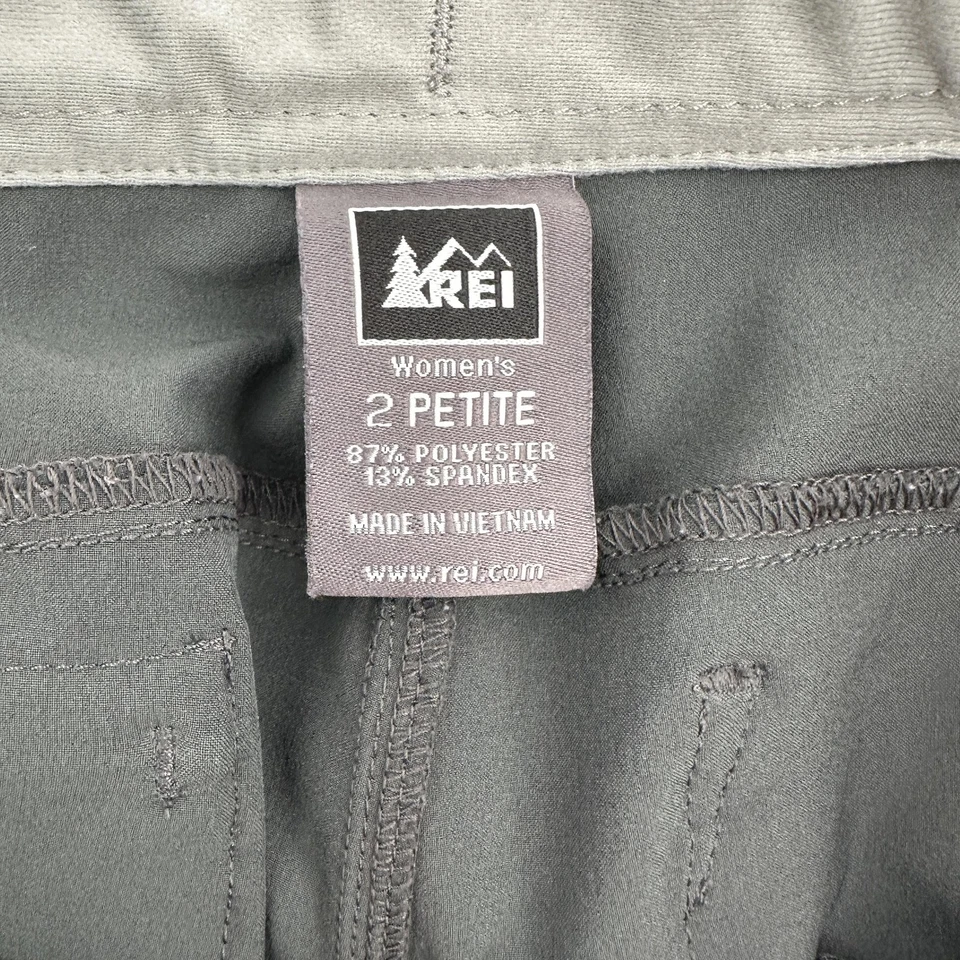 REI
Women's
2 PETITE
87% POLYESTER
13% SPANDEX
MADE IN VIETNAM
www.rei.com